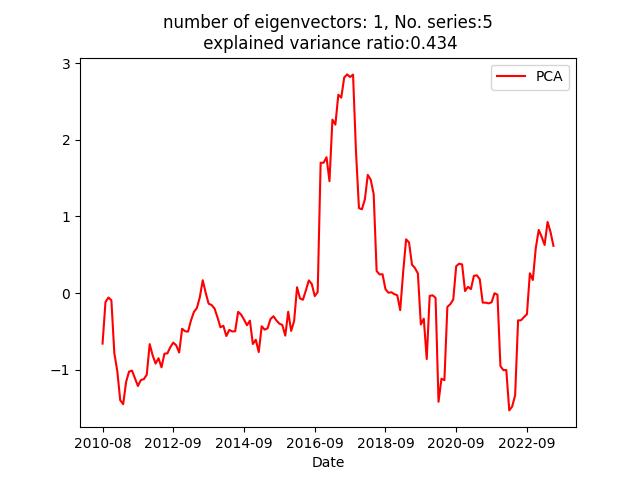 number of eigenvectors: 1, No. series:5
explained variance ratio:0.434
PCA
3
2
1
0
−1
2010-08 2012-09 2014-09 2016-09 2018-09 2020-09 2022-09
Date